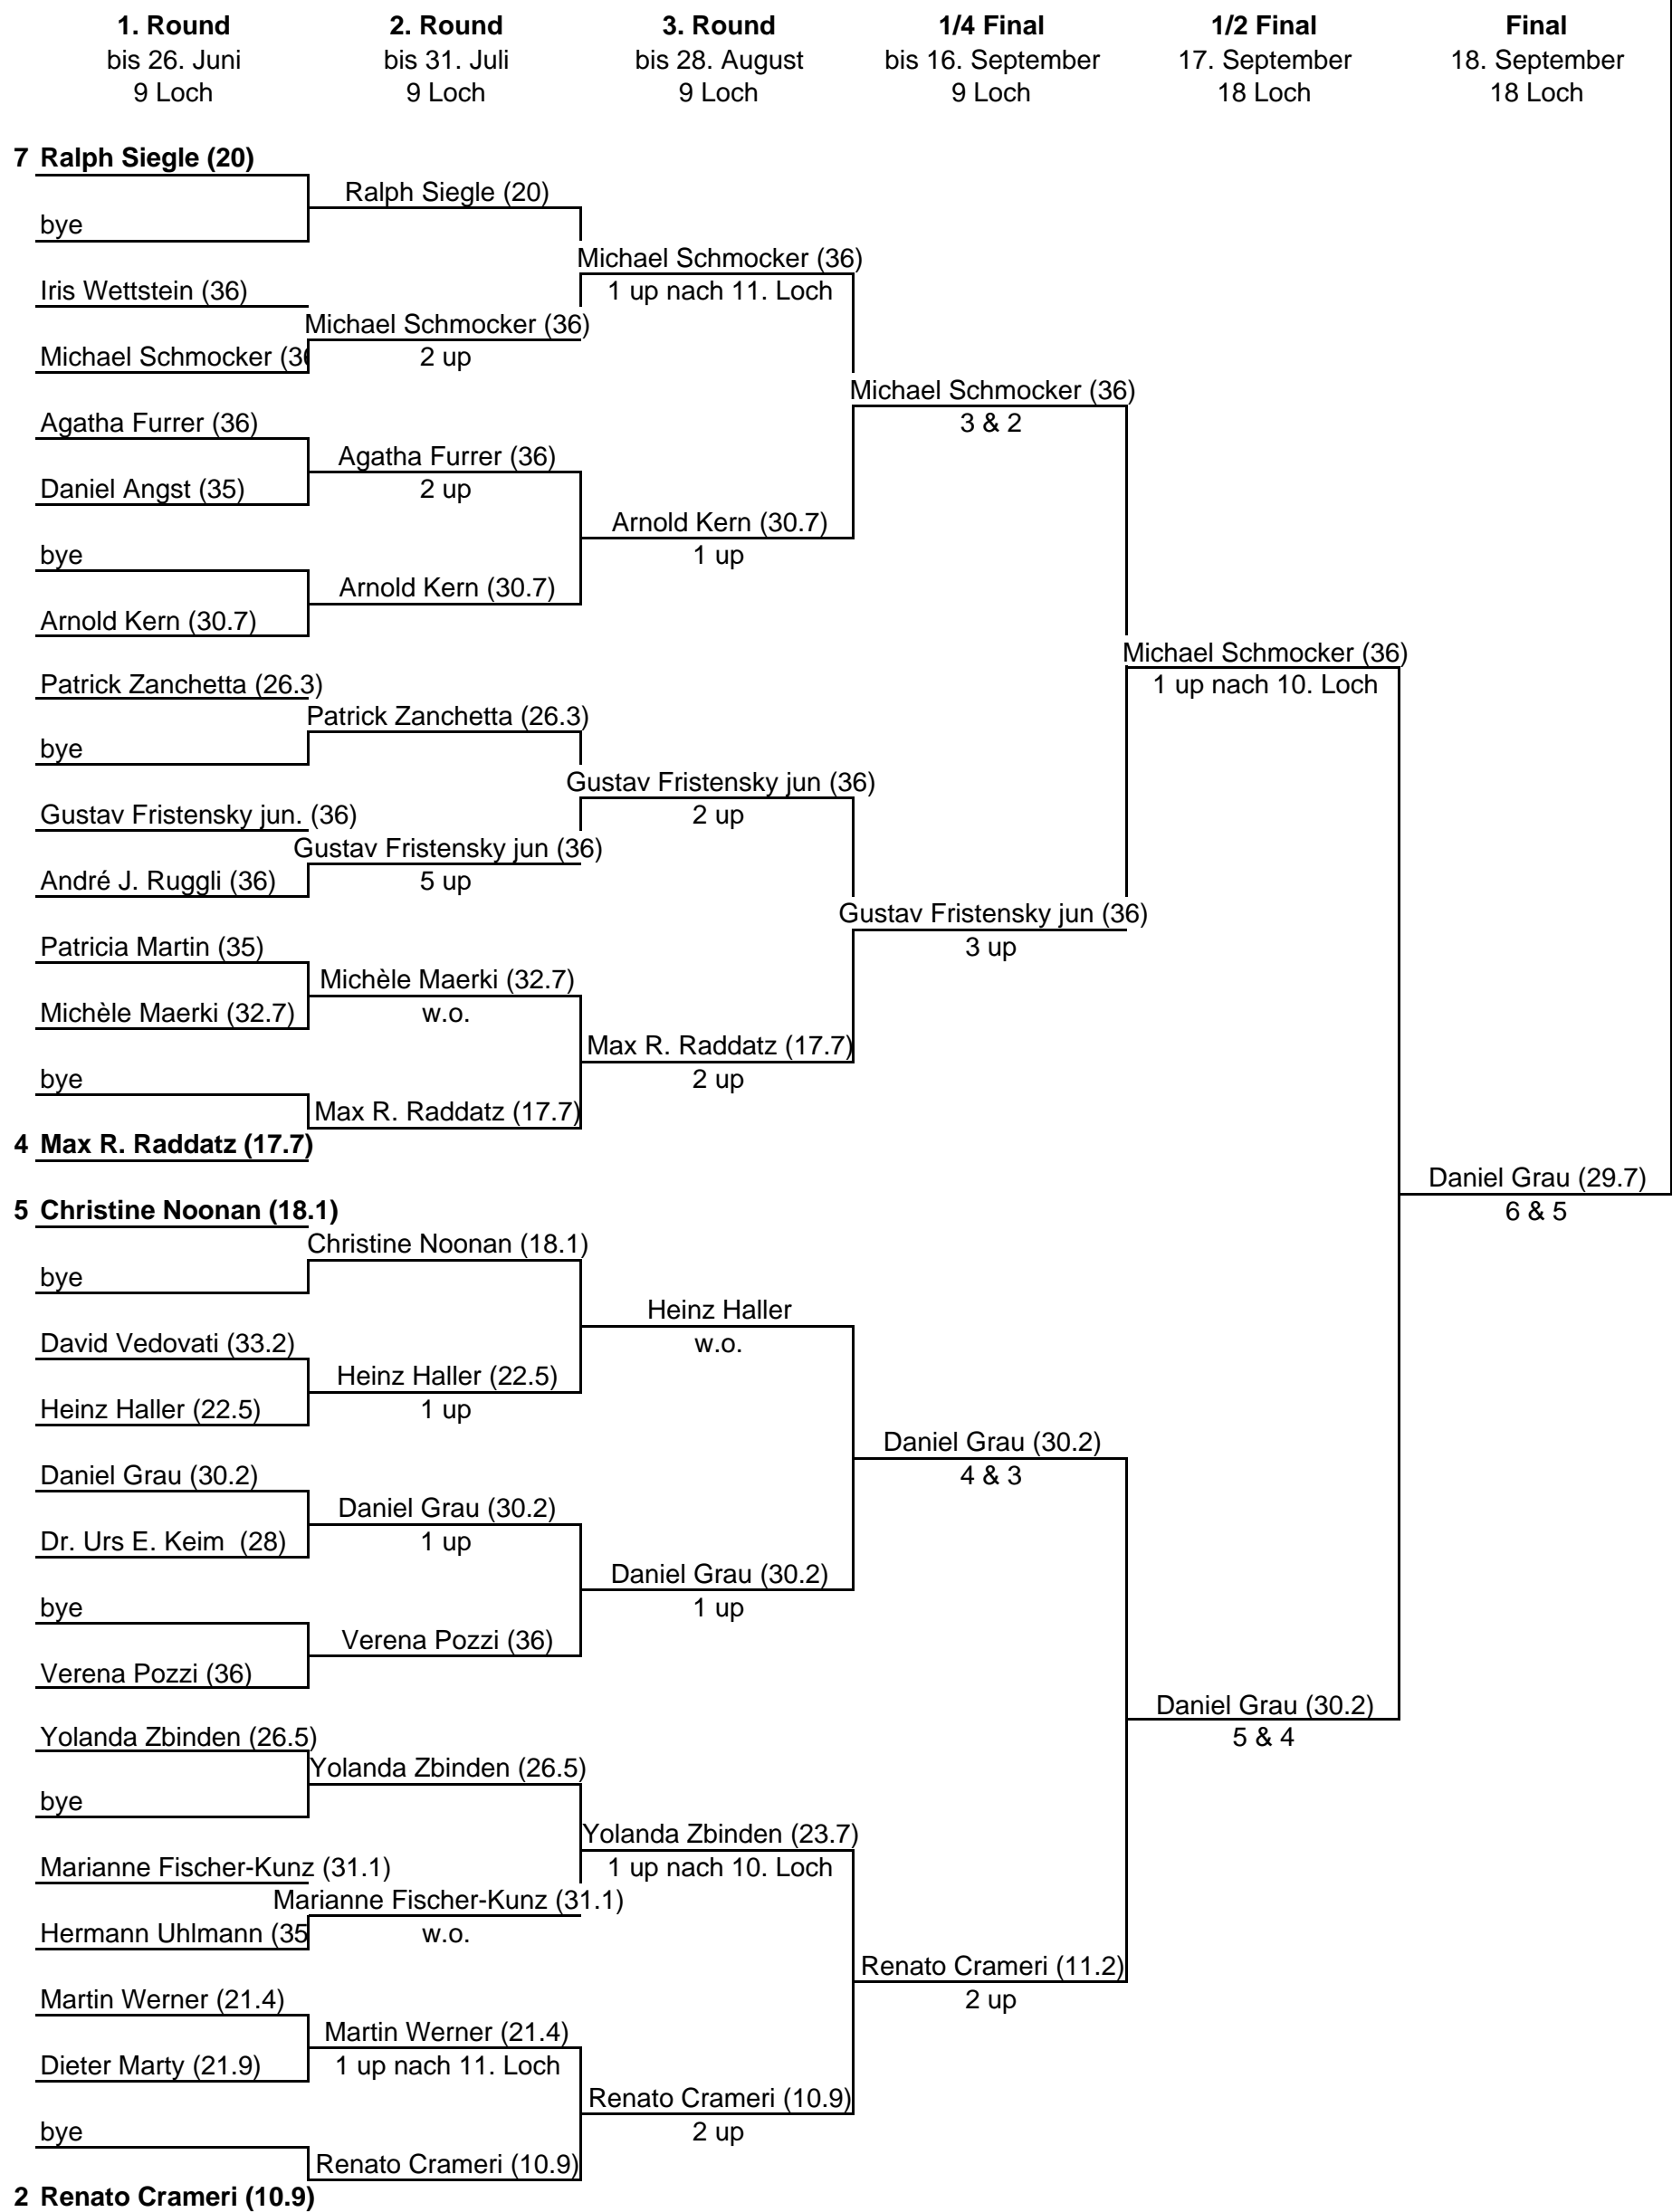 1. Round 2. Round 3. Round 1/4 Final 1/2 Final Final
bis 26. Juni bis 31. Juli bis 28. August bis 16. September 17. September 18. September
9 Loch 9 Loch 9 Loch 9 Loch 18 Loch 18 Loch
7 Ralph Siegle (20)
Ralph Siegle (20)
bye
Michael Schmocker (36)
Iris Wettstein (36) 1 up nach 11. Loch
Michael Schmocker (36)
Michael Schmocker (36 2 up
Michael Schmocker (36)
Agatha Furrer (36) 3 & 2
Agatha Furrer (36)
Daniel Angst (35) 2 up
Arnold Kern (30.7)
bye 1 up
Arnold Kern (30.7)
Arnold Kern (30.7)
Michael Schmocker (36)
Patrick Zanchetta (26.3) 1 up nach 10. Loch
Patrick Zanchetta (26.3)
bye
Gustav Fristensky jun (36)
Gustav Fristensky jun. (36) 2 up
Gustav Fristensky jun (36)
André J. Ruggli (36) 5 up
Gustav Fristensky jun (36)
Patricia Martin (35) 3 up
Michèle Maerki (32.7)
Michèle Maerki (32.7) w.o.
Max R. Raddatz (17.7)
bye 2 up
Max R. Raddatz (17.7)
4 Max R. Raddatz (17.7)
Daniel Grau (29.7)
5 Christine Noonan (18.1) 6 & 5
Christine Noonan (18.1)
bye
Heinz Haller
David Vedovati (33.2) w.o.
Heinz Haller (22.5)
Heinz Haller (22.5) 1 up
Daniel Grau (30.2)
Daniel Grau (30.2) 4 & 3
Daniel Grau (30.2)
Dr. Urs E. Keim (28) 1 up
Daniel Grau (30.2)
bye 1 up
Verena Pozzi (36)
Verena Pozzi (36)
Daniel Grau (30.2)
Yolanda Zbinden (26.5) 5 & 4
Yolanda Zbinden (26.5)
bye
Yolanda Zbinden (23.7)
Marianne Fischer-Kunz (31.1) 1 up nach 10. Loch
Marianne Fischer-Kunz (31.1)
Hermann Uhlmann (35 w.o.
Renato Crameri (11.2)
Martin Werner (21.4) 2 up
Martin Werner (21.4)
Dieter Marty (21.9) 1 up nach 11. Loch
Renato Crameri (10.9)
bye 2 up
Renato Crameri (10.9)
2 Renato Crameri (10.9)